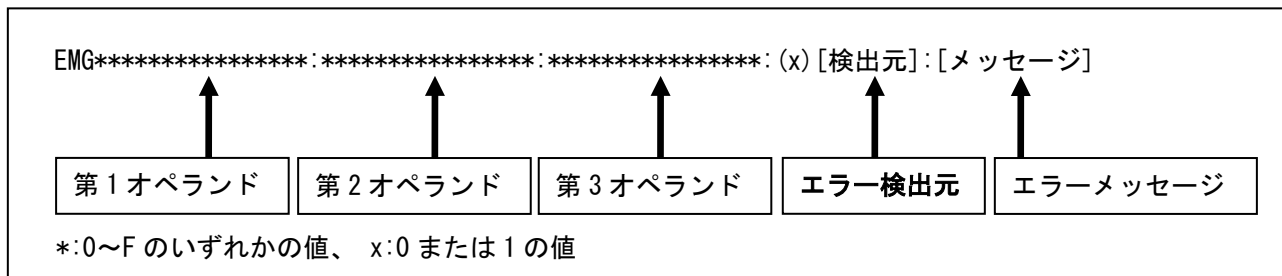 EMG****************:****************:****************:(x)[検出元]:[メッセージ]
第1オペランド
第2オペランド
第3オペランド
エラー検出元
エラーメッセージ
*:0～F のいずれかの値、 x:0 または 1 の値